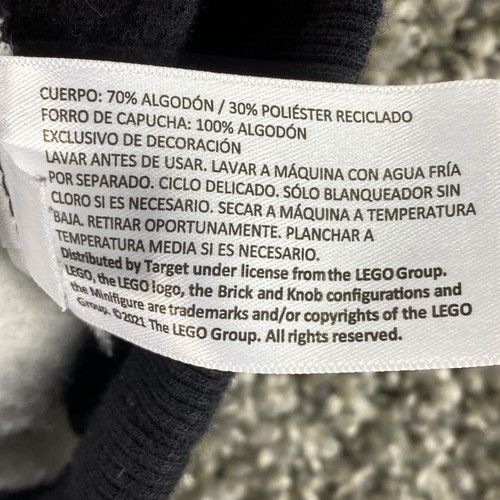 CUERPO: 70% ALGODÓN / 30% POLIÉSTER RECICLADO
FORRO DE CAPUCHA: 100% ALGODÓN
EXCLUSIVO DE DECORACIÓN
LAVAR ANTES DE USAR. LAVAR A MÁQUINA CON AGUA FRÍA
POR SEPARADO. CICLO DELICADO. SÓLO BLANQUEADOR SIN
CLORO SI ES NECESARIO. SECAR A MÁQUINA A TEMPERATURA
BAJA. RETIRAR OPORTUNAMENTE. PLANCHAR A
TEMPERATURA MEDIA SI ES NECESARIO.
Distributed by Target under license from the LEGO Group.
LEGO, the LEGO logo, the Brick and Knob configurations and
the Minifigure are trademarks and/or copyrights of the LEGO
Group. ©2021 The LEGO Group. All rights reserved.